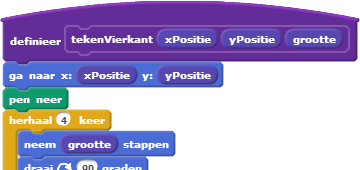 definieer tekenVierkant xPositie yPositie grootte
ga naar x: xPositie y: yPositie
pen neer
herhaal 4 keer
neem grootte stappen
draai 90 graden